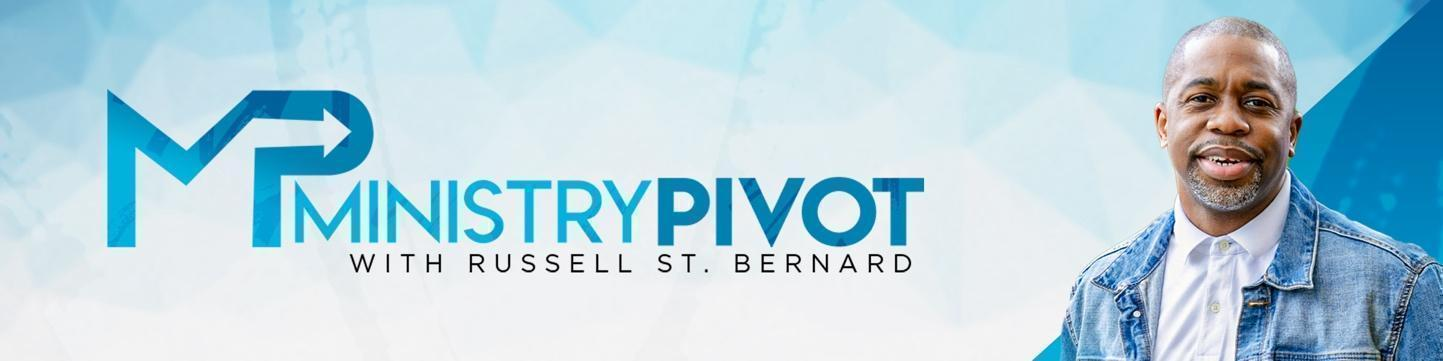 MP
MINISTRYPIVOT
WITH RUSSELL ST. BERNARD